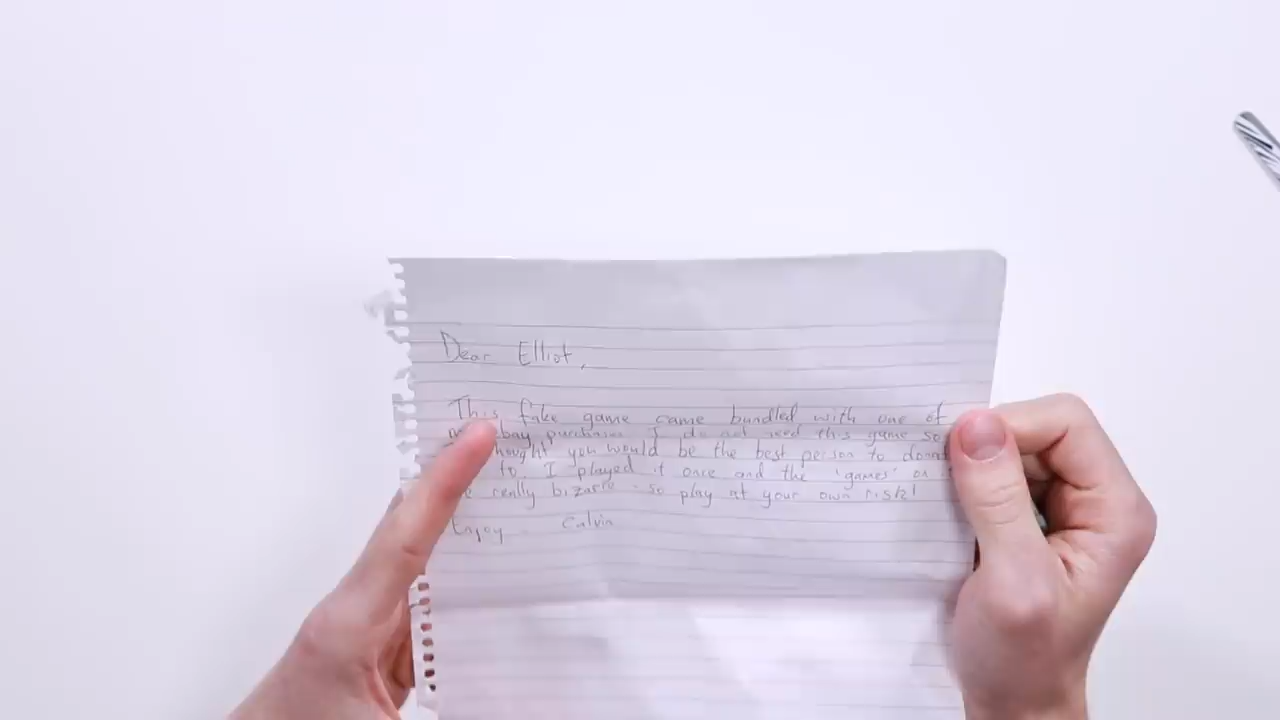 Dear Elliot,
This fake game came bundled with one of
bay purchases I do not need this game so
thought you would be the best person to
to. I played it once and the 'games' on
really bizarre - so play at your own risk!
Enjoy - Calvin